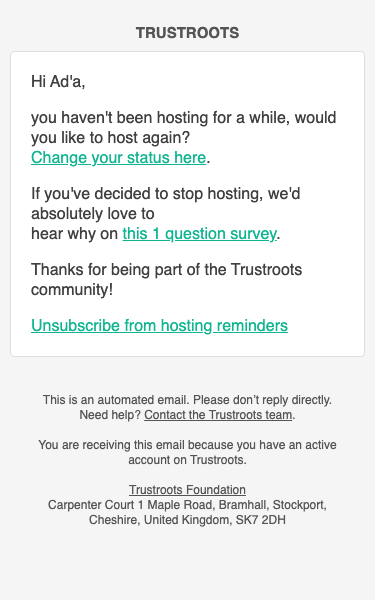 TRUSTROOTS
Hi Ad'a,
you haven't been hosting for a while, would
you like to host again?
Change your status here.
If you've decided to stop hosting, we'd
absolutely love to
hear why on this 1 question survey.
Thanks for being part of the Trustroots
community!
Unsubscribe from hosting reminders
This is an automated email. Please don’t reply directly.
Need help? Contact the Trustroots team.
You are receiving this email because you have an active
account on Trustroots.
Trustroots Foundation
Carpenter Court 1 Maple Road, Bramhall, Stockport,
Cheshire, United Kingdom, SK7 2DH